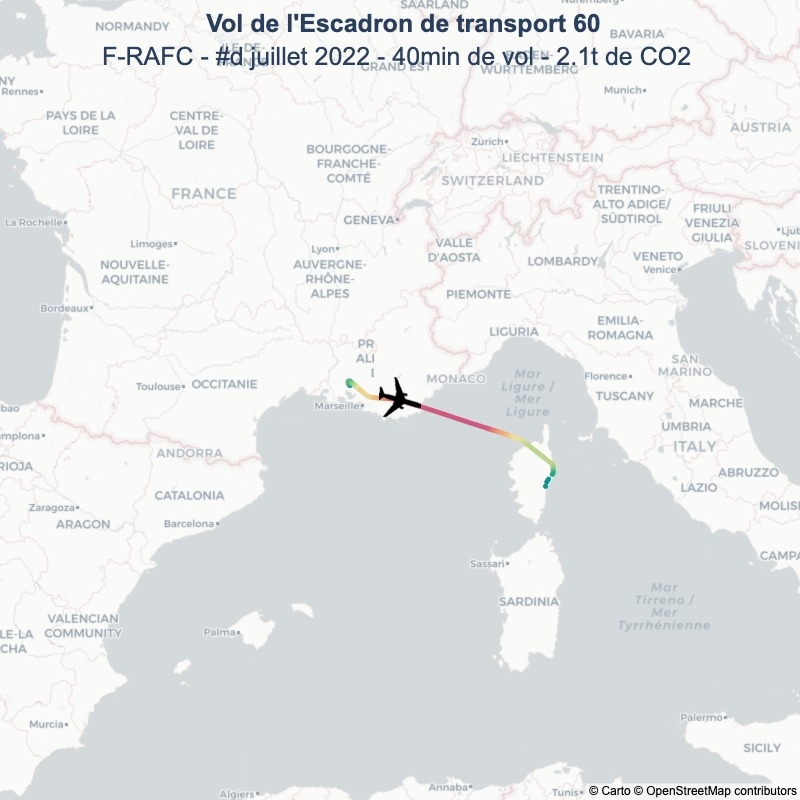 Vol de l'Escadron de transport 60
F-RAFC - #d juillet 2022 - 40min de vol - 2.1t de CO2
SAARLAND
NORMANDY
GRAND EST
BADEN-
WÜRTTEMBERG
BAVARIA
Nuremberg
Munich
NY
Rennes
PAYS DE LA
LOIRE
CENTRE-
VAL DE
LOIRE
ÎLE-DE-
FRANCE
BOURGOGNE-
FRANCHE-
COMTÉ
Zurich
LIECHTENSTEIN
SWITZERLAND
AUSTRIA
FRANCE
TRENTINO-
ALTO ADIGE/
SÜDTIROL
FRIULI
VENEZIA
GIULIA
La Rochelle
GENEVA
Ljub
SLOVENI
Limoges
Lyon
VALLE
D'AOSTA
LOMBARDY
VENETO
Venice
NOUVELLE-
AQUITAINE
AUVERGNE-
RHÔNE-
ALPES
PIEMONTE
Bordeaux
LIGURIA
EMILIA-
ROMAGNA
PR
ALI
SAN
MARINO
Toulouse
OCCITANIE
MONACO
Mar
Ligure /
Mer
Ligure
Florence
TUSCANY
MARCHE
Marseille
bao
amplona
UMBRIA
ITALY
ANDORRA
RIOJA
CATALONIA
ABRUZZO
LAZIO
Zaragoza
ARAGON
Barcelona
MOLIS
CAMPA
Sassari
SARDINIA
Mar
Tirreno /
Mer
Tyrrhénienne
VALENCIAN
COMMUNITY
Palma
LE-LA
CHA
Murcia
Palermo
SICILY
Algiers
Annaba
Tunis
© Carto © OpenStreetMap contributors